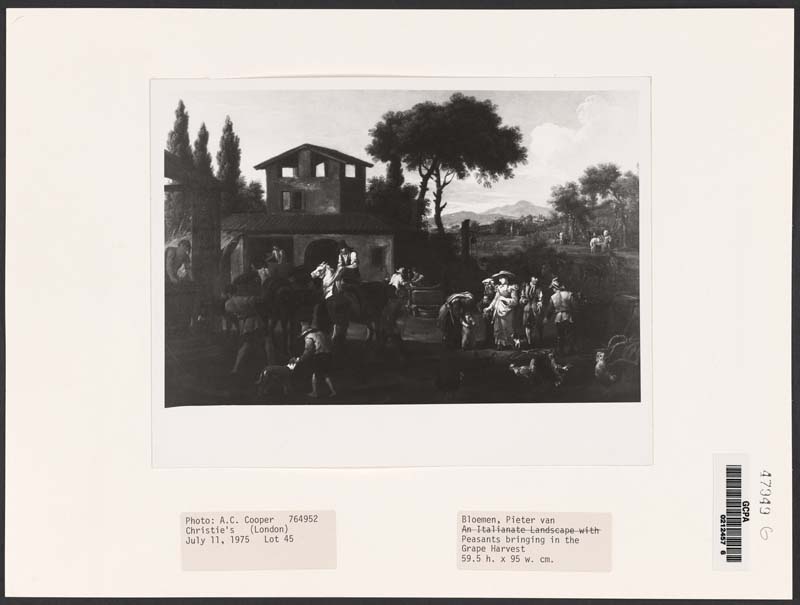 Photo: A.C. Cooper 764952
Christie's (London)
July 11, 1975 Lot 45
Bloemen, Pieter van
An Italianate Landscape with
Peasants bringing in the
Grape Harvest
59.5 h. x 95 w. cm.
GCPA
0212457 6
47949 G